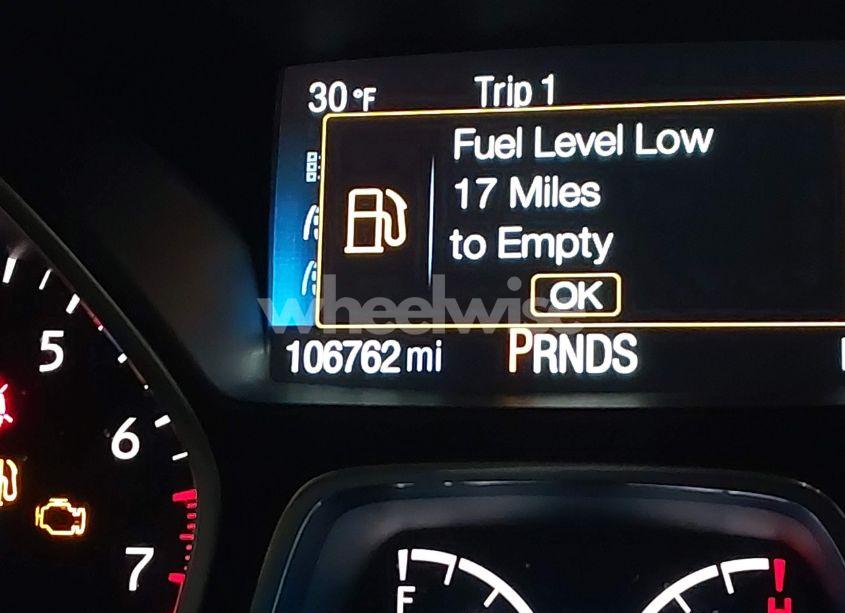 30°F Trip 1
Fuel Level Low
17 Miles
to Empty
OK
wheelwise
106762 mi PRNDS
5
6
7
F H